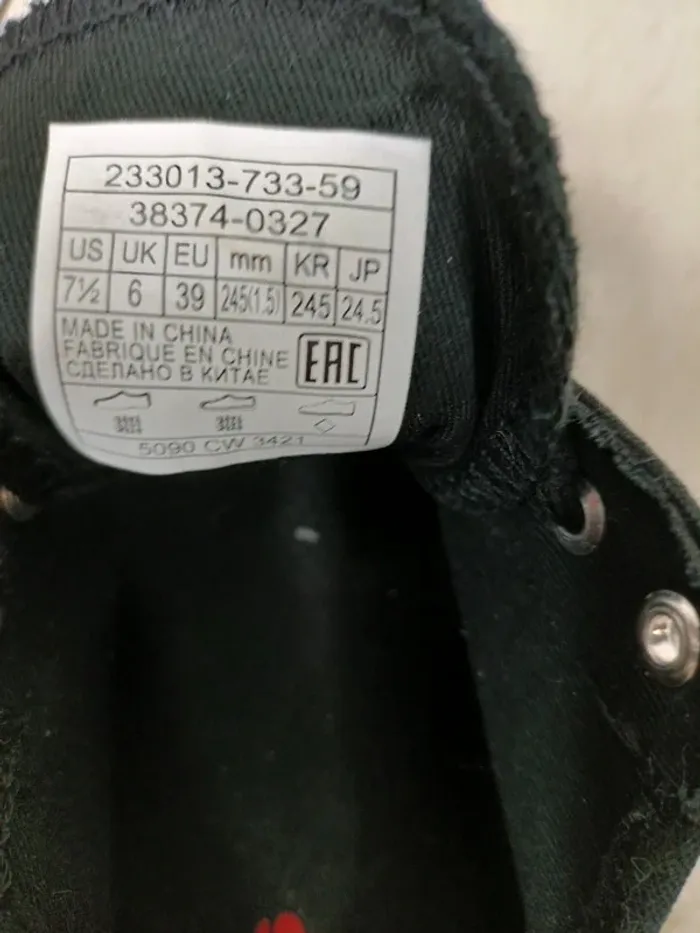 233013-733-59
38374-0327
US UK EU mm KR JP
7½ 6 39 245(1.5) 245 24.5
MADE IN CHINA
FABRIQUE EN CHINE
СДЕЛАНО В КИТАЕ
EAC
5090 CW 3421